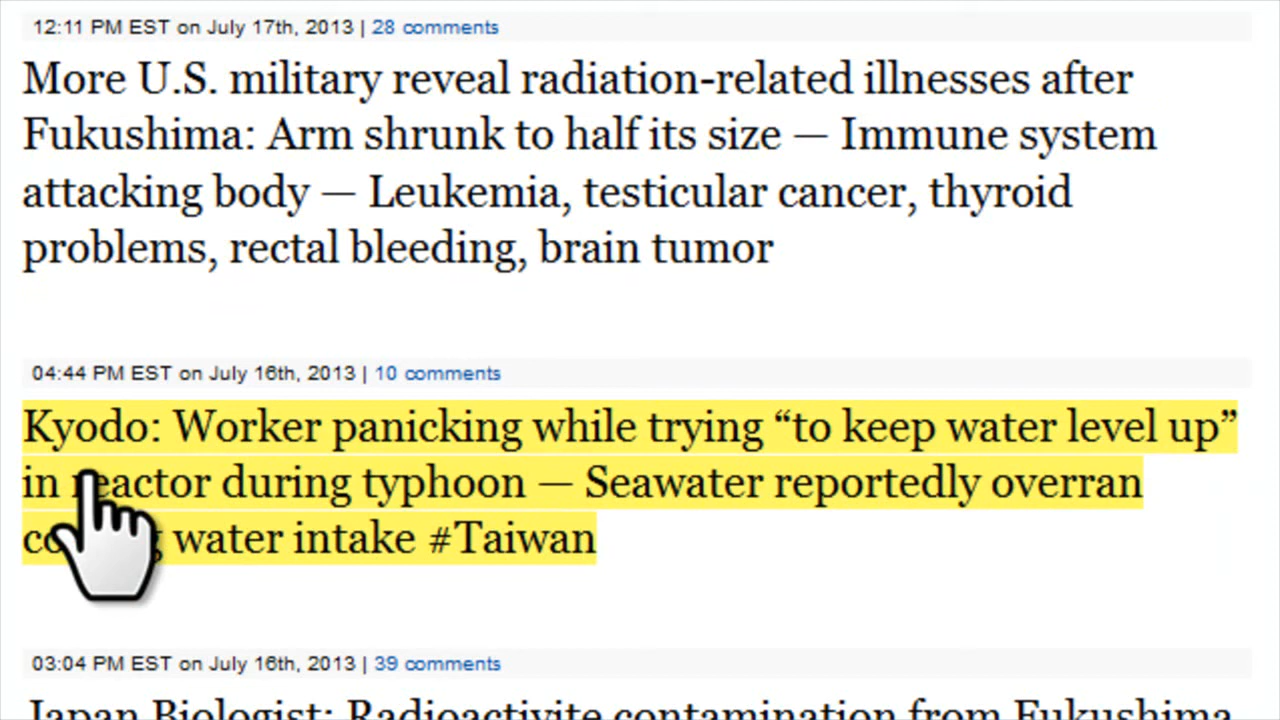 12:11 PM EST on July 17th, 2013 | 28 comments
More U.S. military reveal radiation-related illnesses after
Fukushima: Arm shrunk to half its size — Immune system
attacking body — Leukemia, testicular cancer, thyroid
problems, rectal bleeding, brain tumor
04:44 PM EST on July 16th, 2013 | 10 comments
Kyodo: Worker panicking while trying “to keep water level up”
in reactor during typhoon — Seawater reportedly overran
water intake #Taiwan
03:04 PM EST on July 16th, 2013 | 39 comments
Japan Biologist: Radioactivite contamination from Fukushima